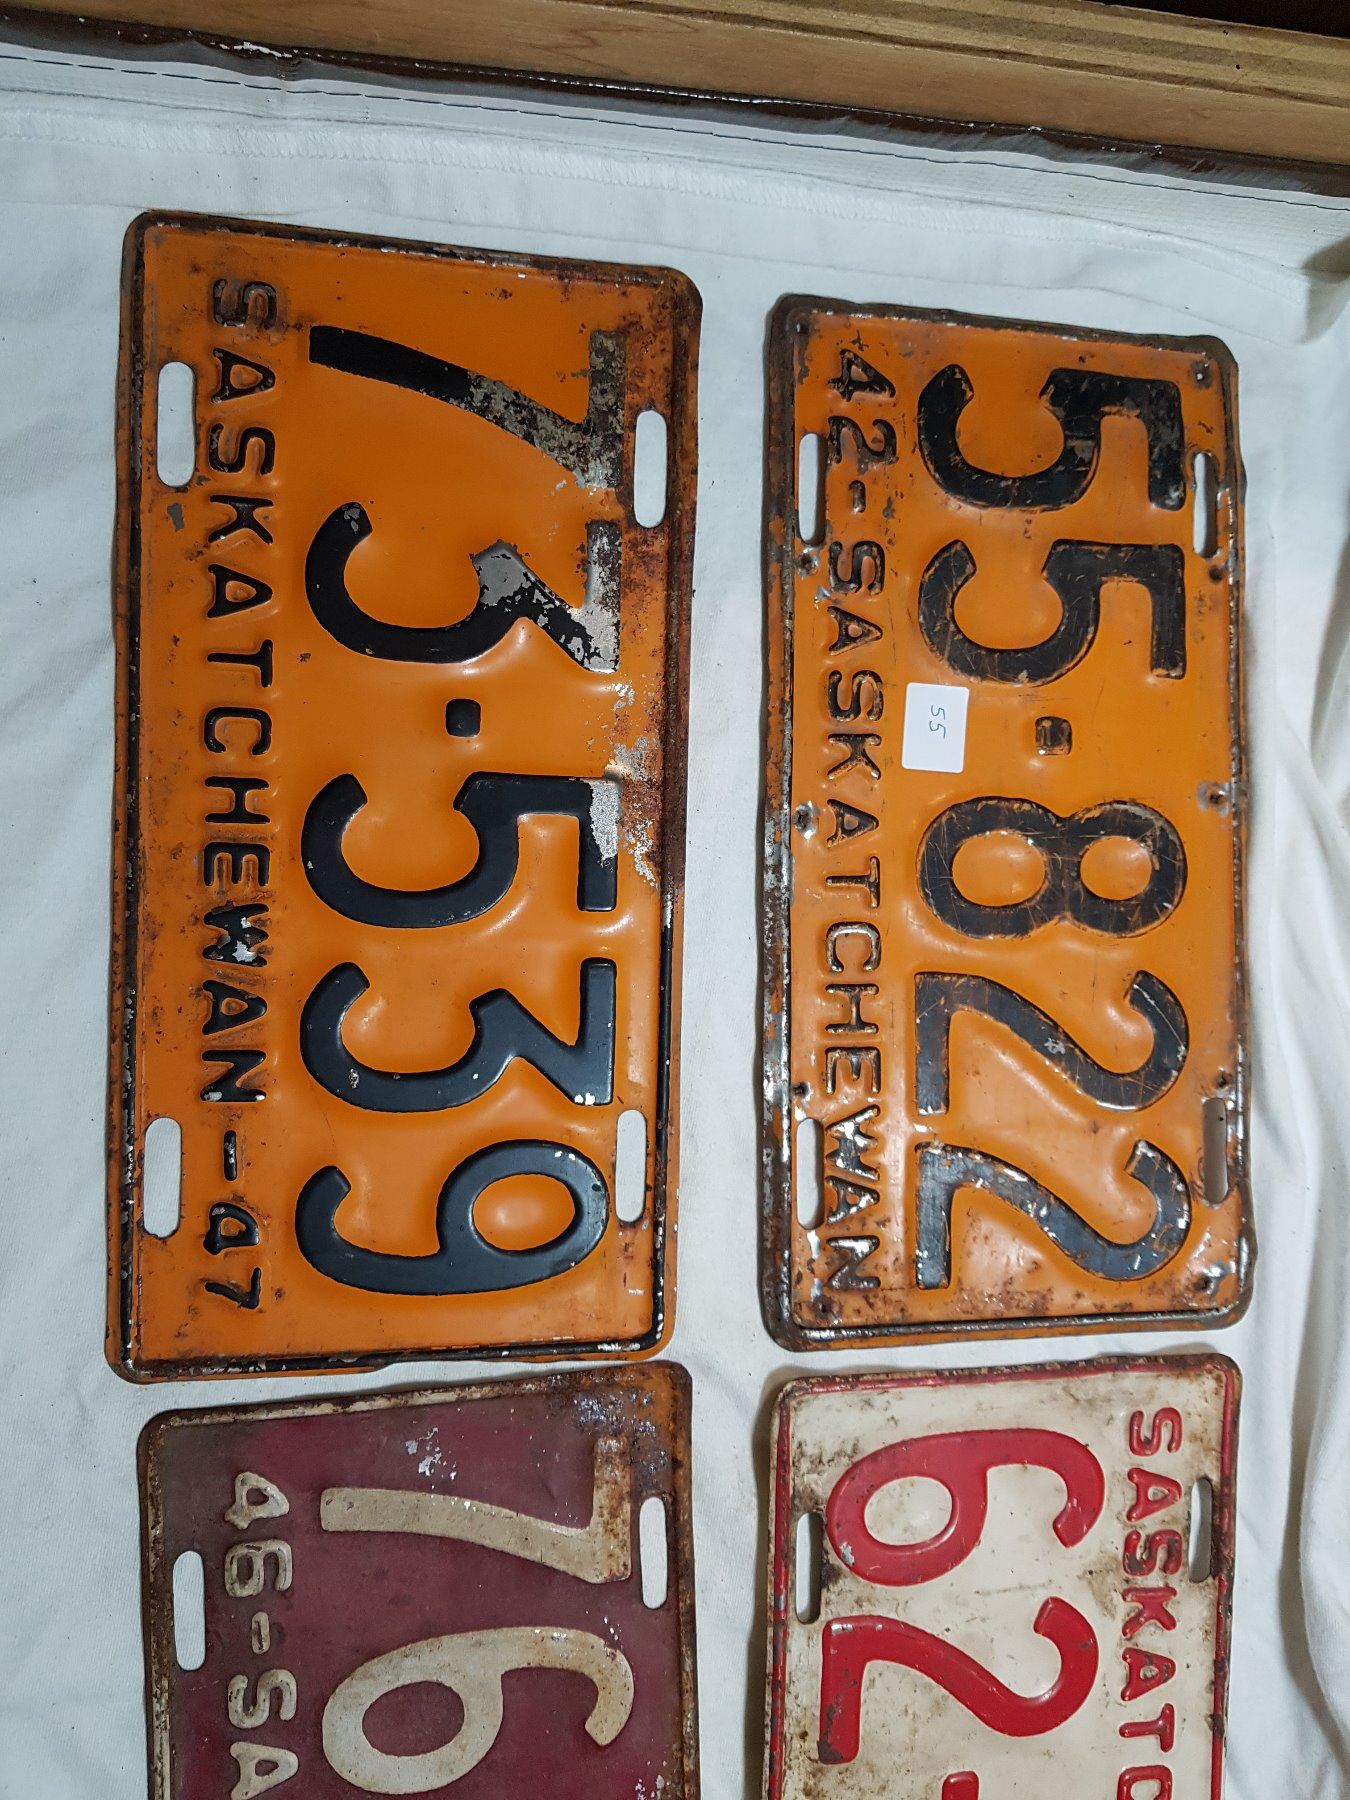 55·822
55
42-SASKATCHEWAN
73·539
SASKATCHEWAN-47
SASKATC
62-
76
46-SA